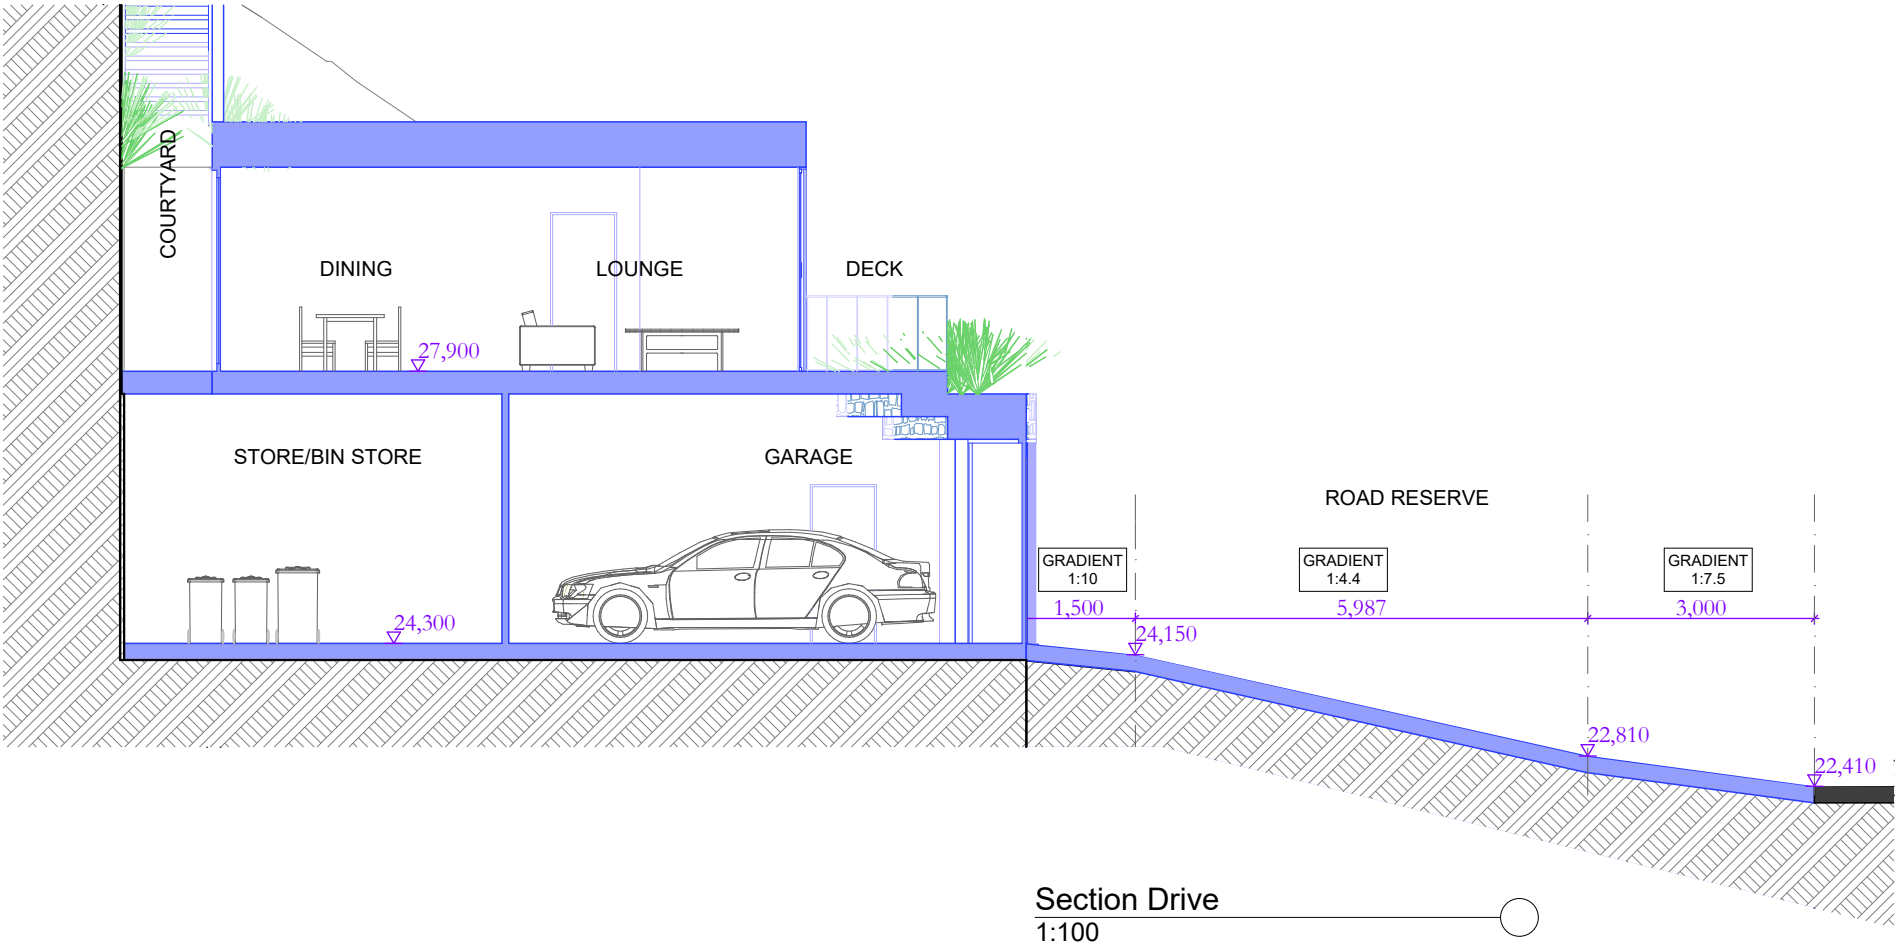 COURTYARD
DINING
LOUNGE
DECK
27,900
STORE/BIN STORE
GARAGE
ROAD RESERVE
GRADIENT
1:10
GRADIENT
1:4.4
GRADIENT
1:7.5
1,500
5,987
3,000
24,300
24,150
22,810
22,410
Section Drive
1:100